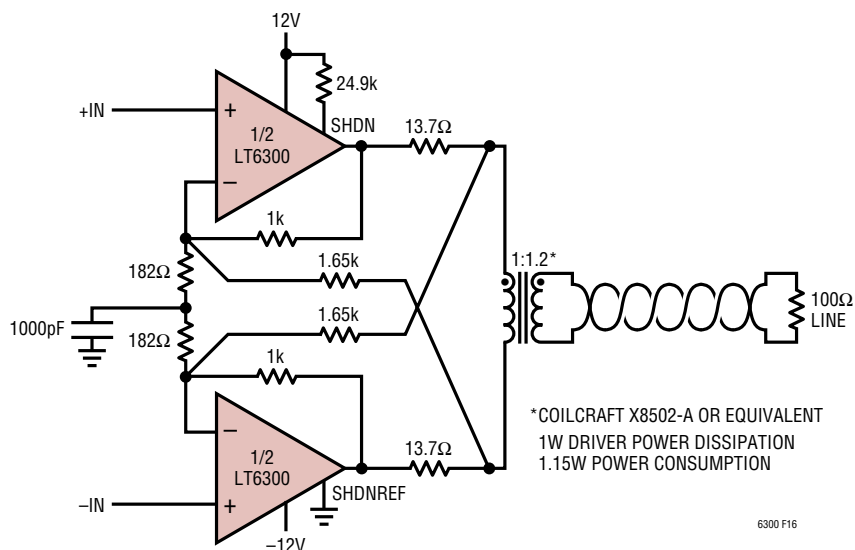 12V
24.9k
+IN
+
1/2
LT6300
SHDN
13.7Ω
–
1k
1:1.2*
182Ω
1.65k
1000pF
100Ω
LINE
182Ω
1.65k
1k
*COILCRAFT X8502-A OR EQUIVALENT
1W DRIVER POWER DISSIPATION
1.15W POWER CONSUMPTION
–
1/2
LT6300
13.7Ω
SHDNREF
–IN
+
–12V
6300 F16